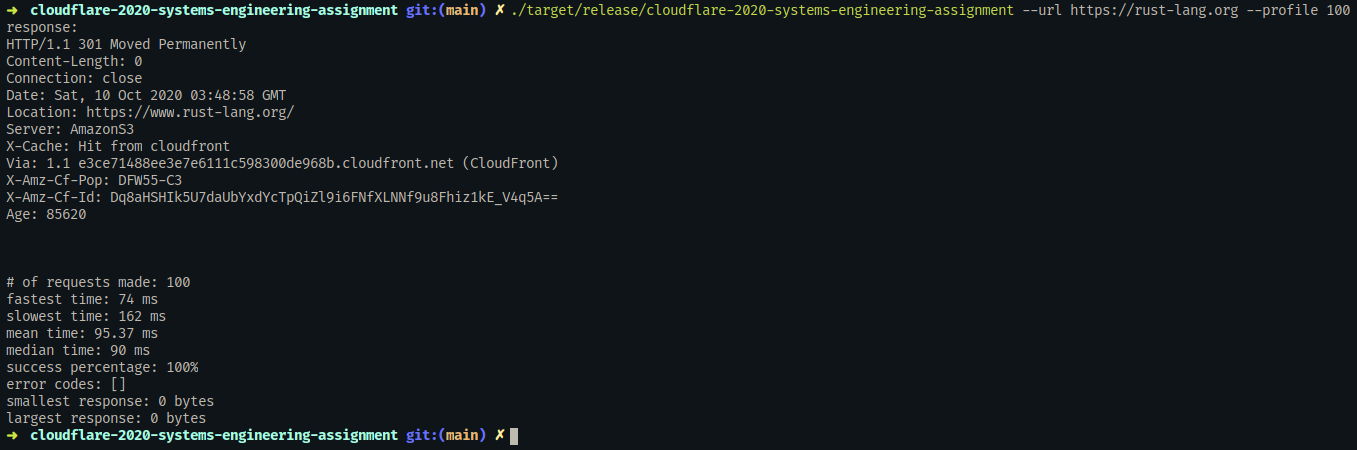 ➜ cloudflare-2020-systems-engineering-assignment git:(main) ✗ ./target/release/cloudflare-2020-systems-engineering-assignment --url https://rust-lang.org --profile 100
response:
HTTP/1.1 301 Moved Permanently
Content-Length: 0
Connection: close
Date: Sat, 10 Oct 2020 03:48:58 GMT
Location: https://www.rust-lang.org/
Server: AmazonS3
X-Cache: Hit from cloudfront
Via: 1.1 e3ce71488ee3e7e6111c598300de968b.cloudfront.net (CloudFront)
X-Amz-Cf-Pop: DFW55-C3
X-Amz-Cf-Id: Dq8aHSHIk5U7daUbYxdYcTpQiZl9i6FNfXLNNf9u8Fhiz1kE_V4q5A==
Age: 85620
# of requests made: 100
fastest time: 74 ms
slowest time: 162 ms
mean time: 95.37 ms
median time: 90 ms
success percentage: 100%
error codes: []
smallest response: 0 bytes
largest response: 0 bytes
➜ cloudflare-2020-systems-engineering-assignment git:(main) ✗